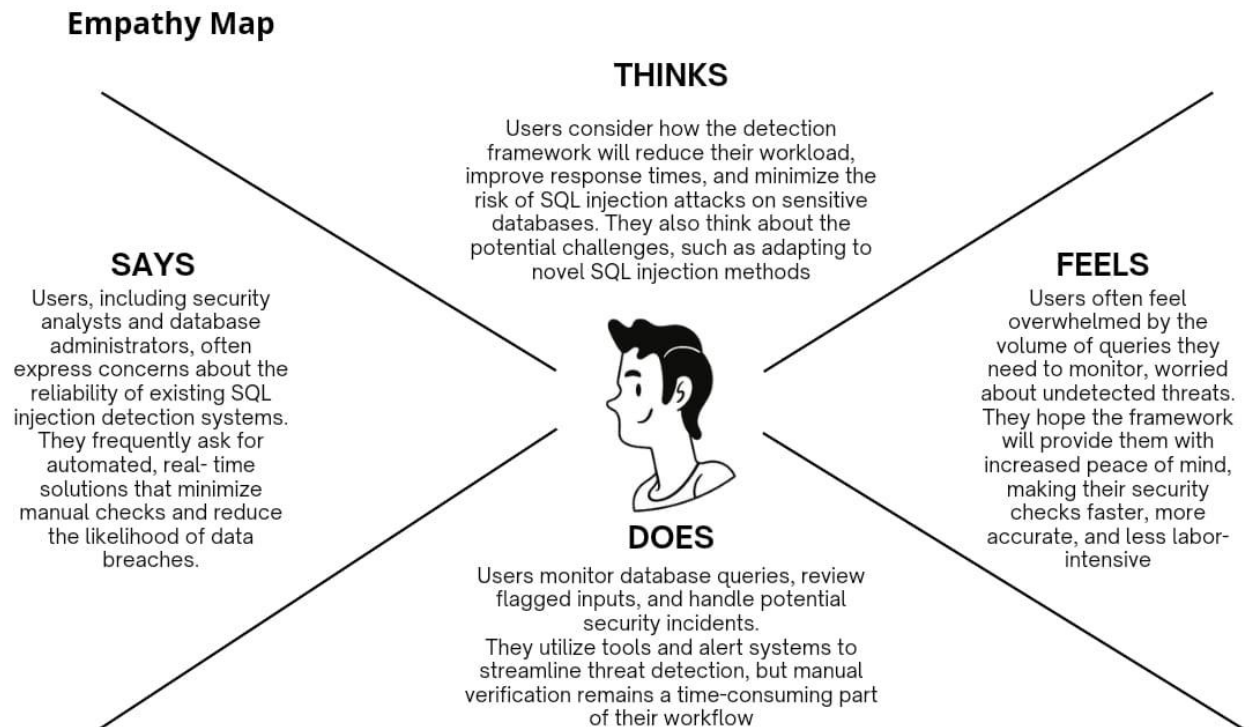 Empathy Map
THINKS
Users consider how the detection
framework will reduce their workload,
improve response times, and minimize the
risk of SQL injection attacks on sensitive
databases. They also think about the
potential challenges, such as adapting to
novel SQL injection methods
SAYS
Users, including security
analysts and database
administrators, often
express concerns about the
reliability of existing SQL
injection detection systems.
They frequently ask for
automated, real- time
solutions that minimize
manual checks and reduce
the likelihood of data
breaches.
FEELS
Users often feel
overwhelmed by the
volume of queries they
need to monitor, worried
about undetected threats.
They hope the framework
will provide them with
increased peace of mind,
making their security
checks faster, more
accurate, and less labor-
intensive
DOES
Users monitor database queries, review
flagged inputs, and handle potential
security incidents.
They utilize tools and alert systems to
streamline threat detection, but manual
verification remains a time-consuming part
of their workflow